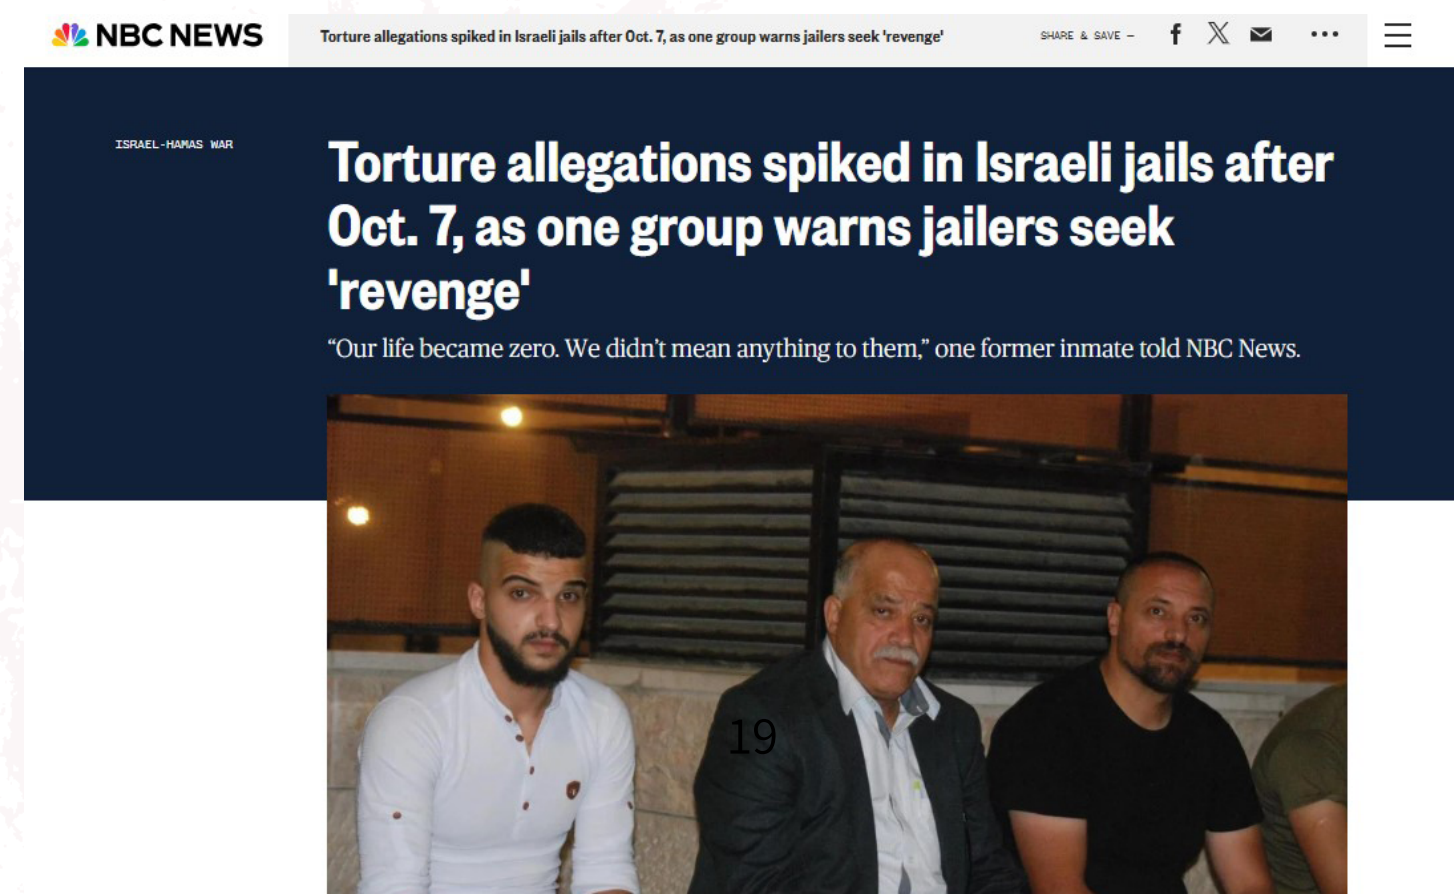 NBC NEWS
Torture allegations spiked in Israeli jails after Oct. 7, as one group warns jailers seek 'revenge'
SHARE & SAVE —
ISRAEL-HAMAS WAR
Torture allegations spiked in Israeli jails after
Oct. 7, as one group warns jailers seek
'revenge'
“Our life became zero. We didn’t mean anything to them,” one former inmate told NBC News.
19